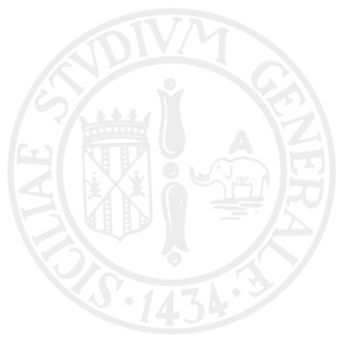 SICILIAE STVDIVM GENERALE
· 1434 ·
A